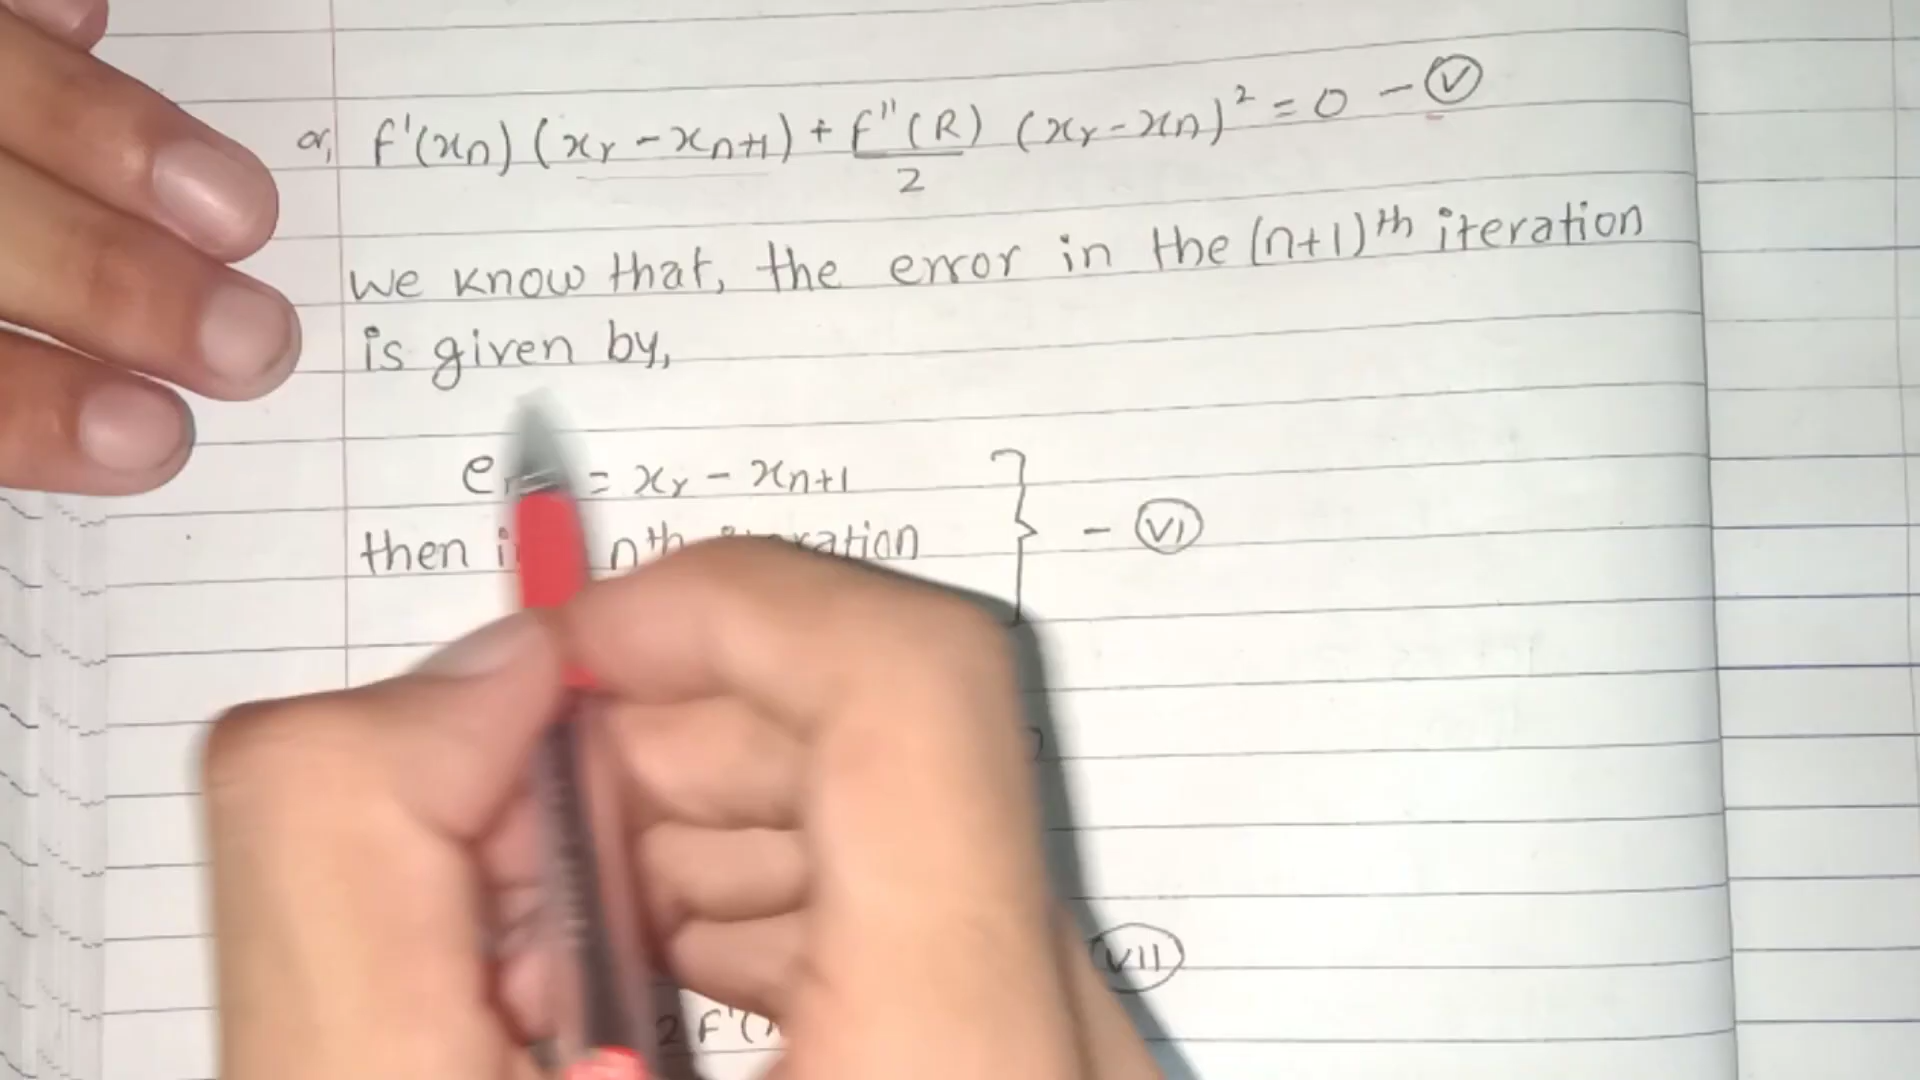 or, f'(xn) (xr - xn+1) + f''(R)/2 (xr - xn)² = 0 - (V)
we know that, the error in the (n+1)th iteration
is given by,
= xr - xn+1
then nth
- (VI)
(VII)
2f'(